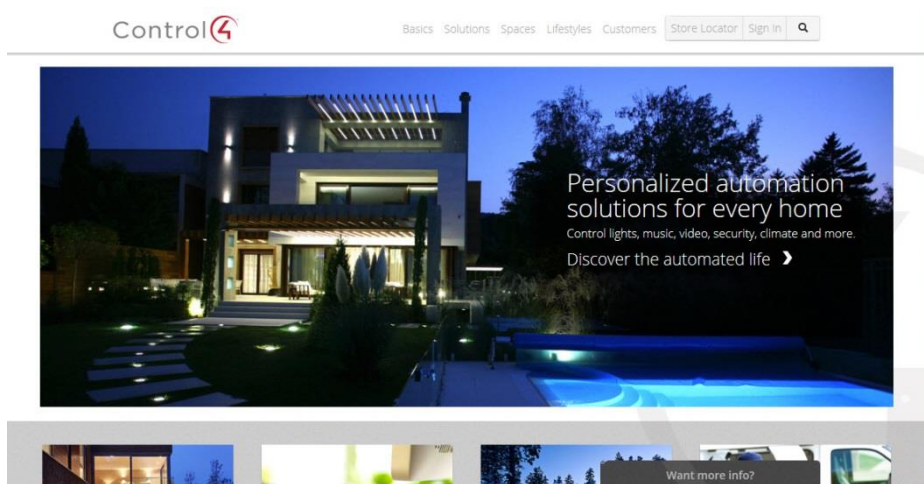 Control4
Basics Solutions Spaces Lifestyles Customers Store Locator Sign In
Personalized automation
solutions for every home
Control lights, music, video, security, climate and more.
Discover the automated life
Want more info?